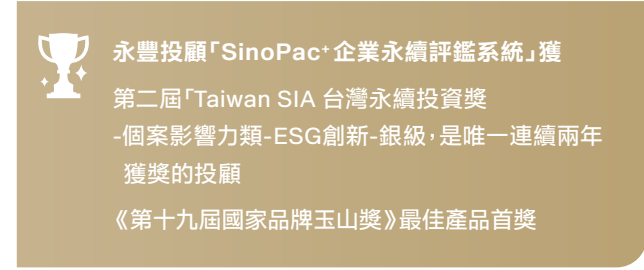 永豐投顧「SinoPac⁺企業永續評鑑系統」獲
第二屆「Taiwan SIA 台灣永續投資獎
-個案影響力類-ESG創新-銀級，是唯一連續兩年
獲獎的投顧
《第十九屆國家品牌玉山獎》最佳產品首獎